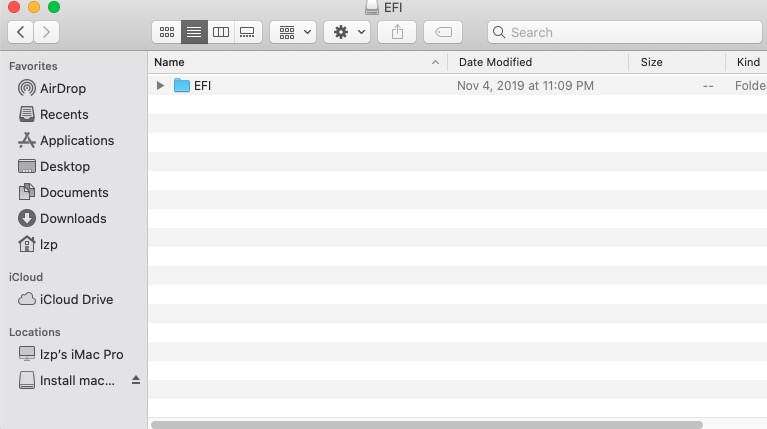 EFI
Search
Favorites
AirDrop
Recents
Applications
Desktop
Documents
Downloads
lzp
iCloud
iCloud Drive
Locations
lzp's iMac Pro
Install mac...
Name Date Modified Size Kind
EFI Nov 4, 2019 at 11:09 PM -- Folde